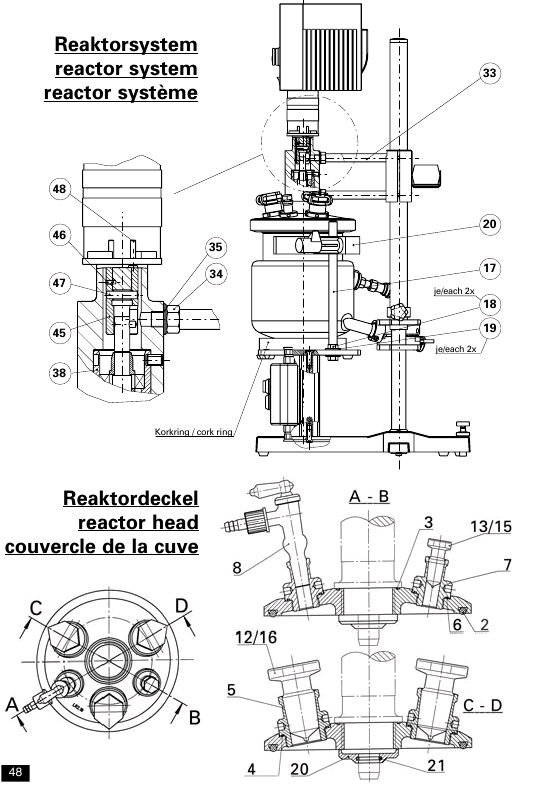 Reaktorsystem
reactor system
reactor système
33
48
46
35
34
47
45
38
20
17
je/each 2x
18
19
je/each 2x
Korkring / cork ring
Reaktordeckel
reactor head
couvercle de la cuve
A - B
3
13/15
8
7
6
2
C
D
A
B
12/16
5
C - D
4
20
21
48